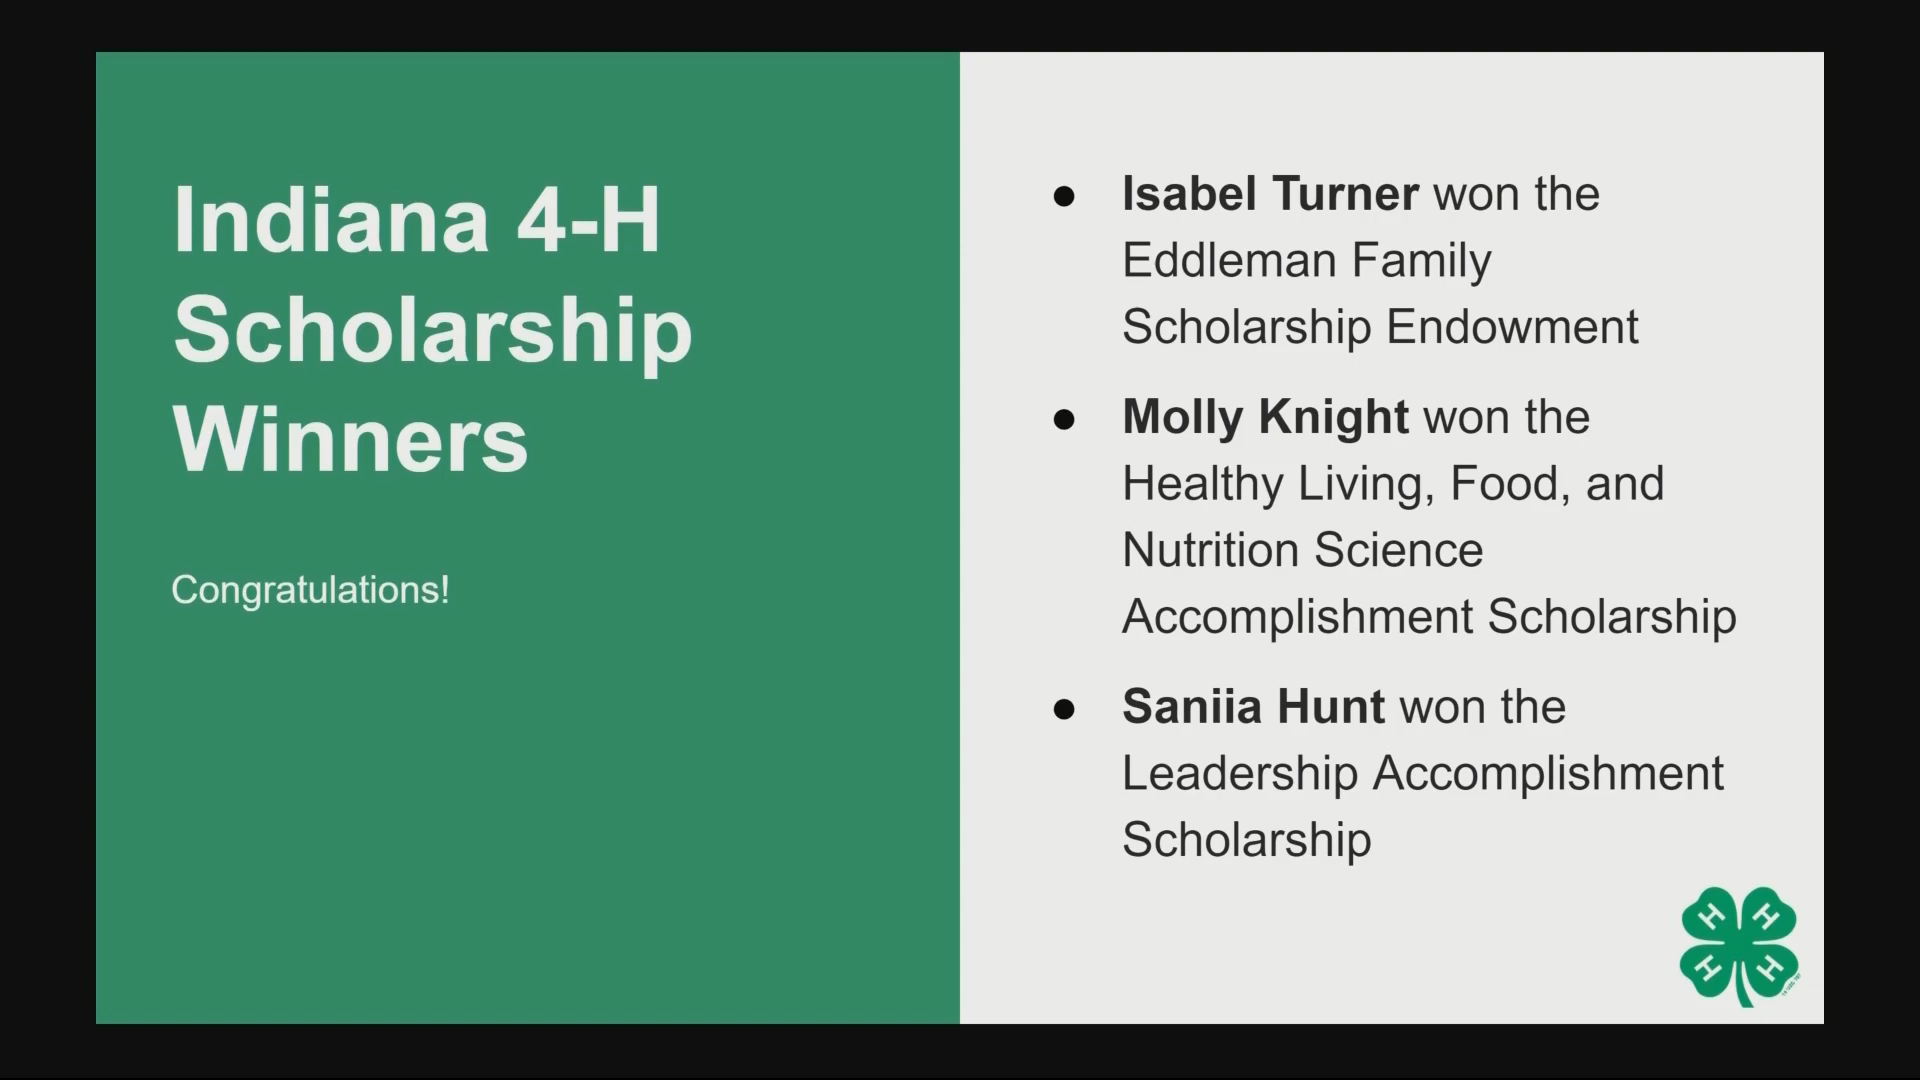 Indiana 4-H
Scholarship
Winners
Congratulations!
● Isabel Turner won the
Eddleman Family
Scholarship Endowment
● Molly Knight won the
Healthy Living, Food, and
Nutrition Science
Accomplishment Scholarship
● Saniia Hunt won the
Leadership Accomplishment
Scholarship
H H
H H